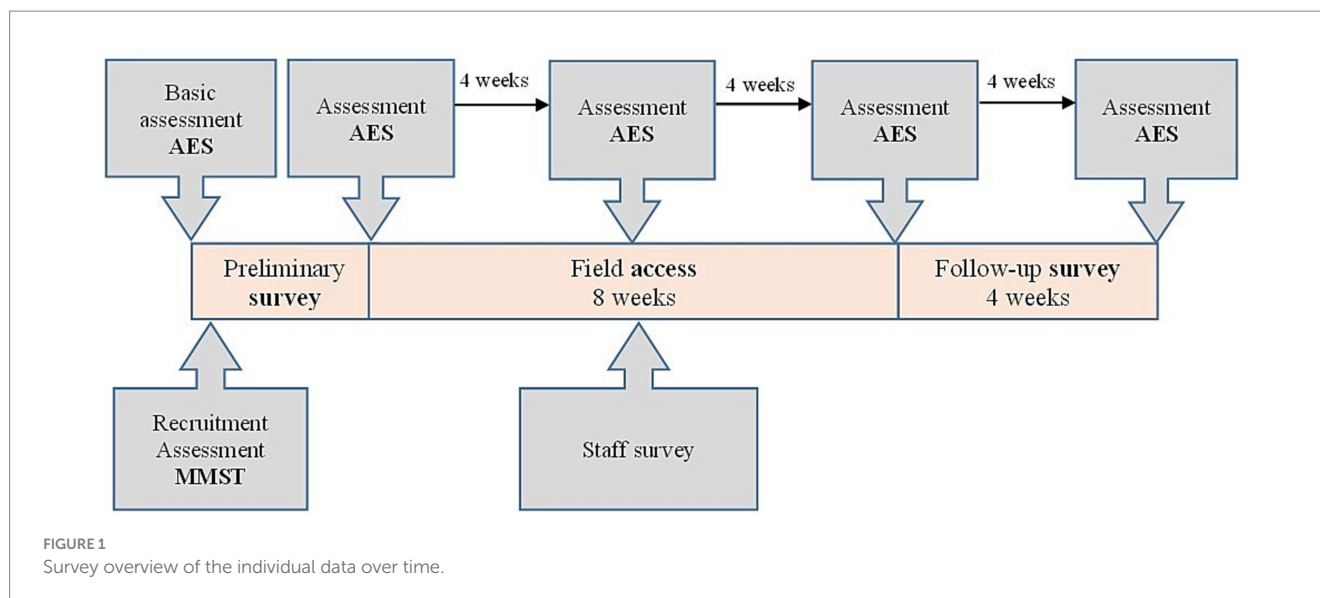 Basic
assessment
AES
Assessment
AES
4 weeks
Assessment
AES
4 weeks
Assessment
AES
4 weeks
Assessment
AES
Preliminary
survey
Field access
8 weeks
Follow-up survey
4 weeks
Recruitment
Assessment
MMST
Staff survey
FIGURE 1
Survey overview of the individual data over time.